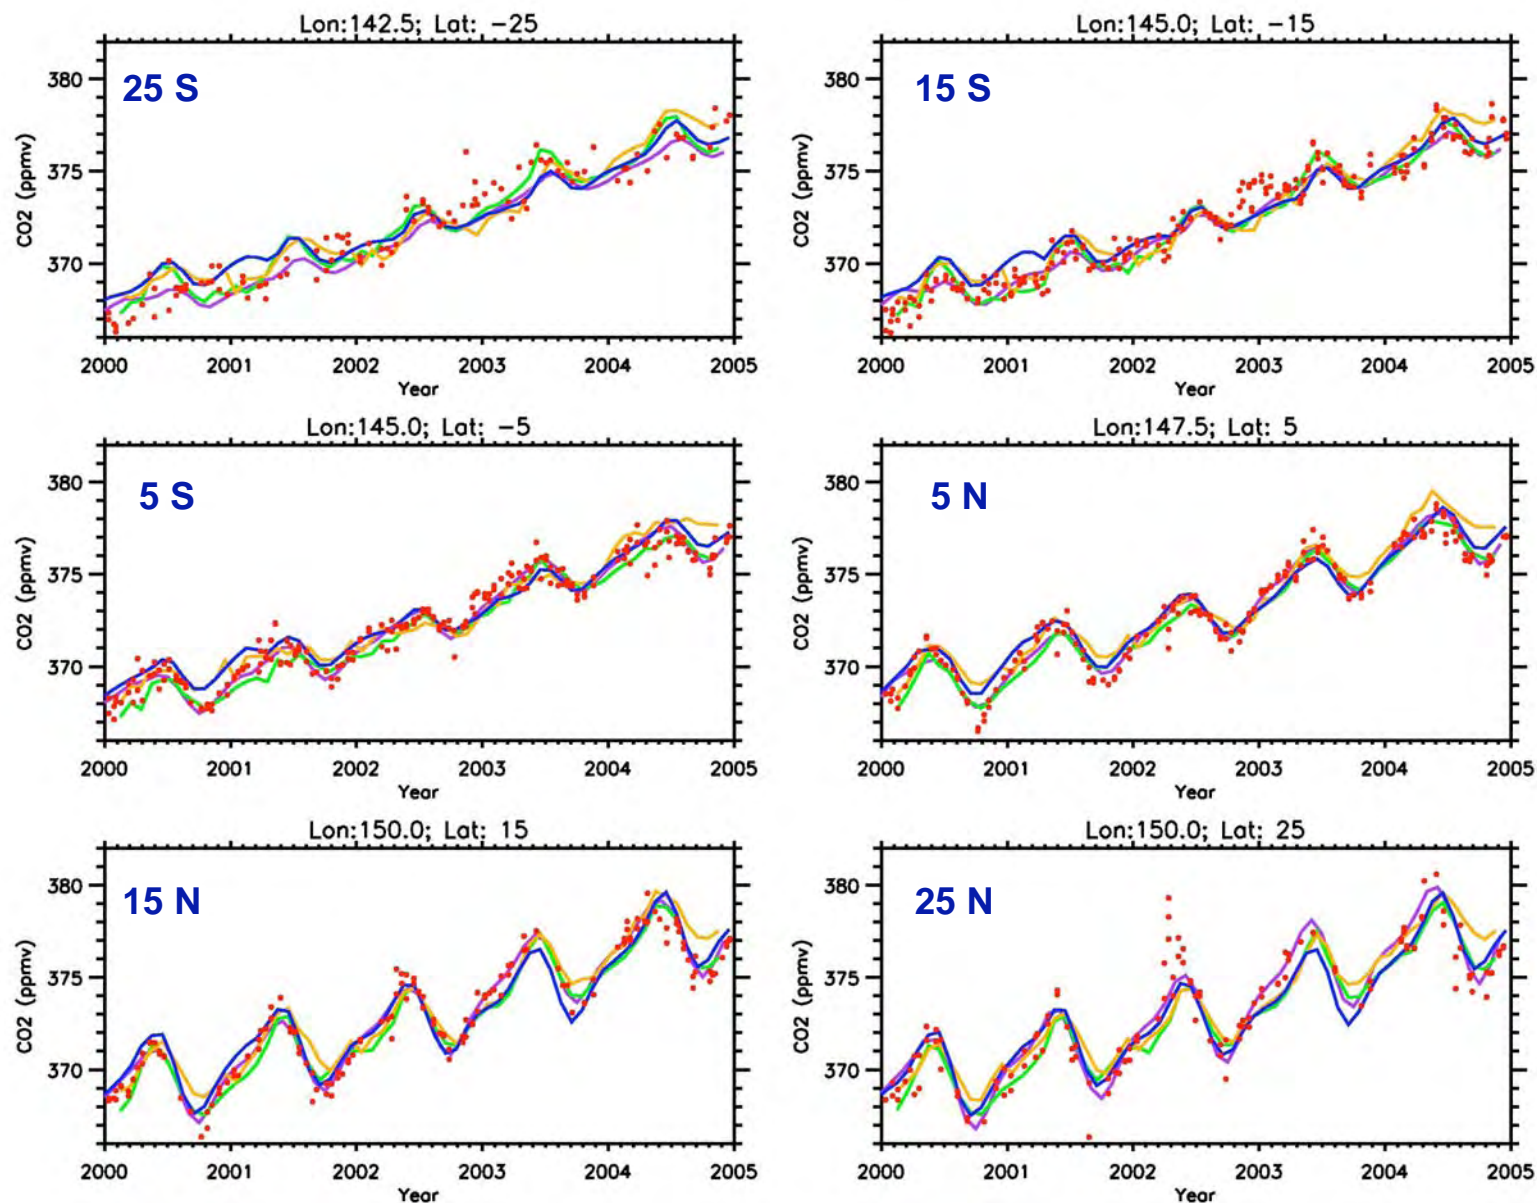 Lon:142.5; Lat: -25
25 S
CO2 (ppmv)
380
375
370
2000 2001 2002 2003 2004 2005
Year
Lon:145.0; Lat: -15
15 S
CO2 (ppmv)
380
375
370
2000 2001 2002 2003 2004 2005
Year
Lon:145.0; Lat: -5
5 S
CO2 (ppmv)
380
375
370
2000 2001 2002 2003 2004 2005
Year
Lon:147.5; Lat: 5
5 N
CO2 (ppmv)
380
375
370
2000 2001 2002 2003 2004 2005
Year
Lon:150.0; Lat: 15
15 N
CO2 (ppmv)
380
375
370
2000 2001 2002 2003 2004 2005
Year
Lon:150.0; Lat: 25
25 N
CO2 (ppmv)
380
375
370
2000 2001 2002 2003 2004 2005
Year